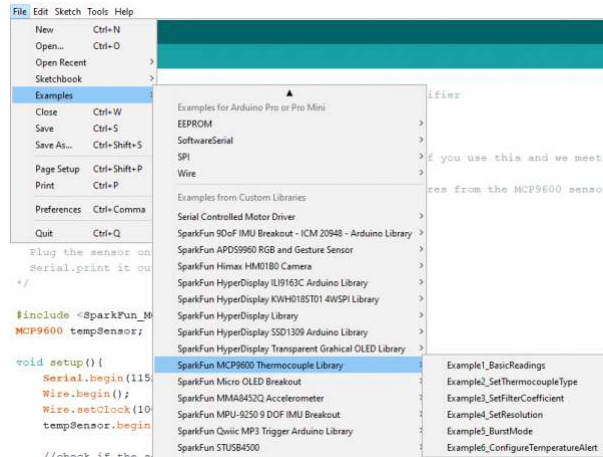 File Edit Sketch Tools Help
New Ctrl+N
Open... Ctrl+O
Open Recent
Sketchbook
Examples
Close Ctrl+W
Save Ctrl+S
Save As... Ctrl+Shift+S
Page Setup Ctrl+Shift+P
Print Ctrl+P
Preferences Ctrl+Comma
Quit Ctrl+Q
Examples for Arduino Pro or Pro Mini
EEPROM
SoftwareSerial
SPI
Wire
Examples from Custom Libraries
Serial Controlled Motor Driver
SparkFun 9DoF IMU Breakout - ICM 20948 - Arduino Library
SparkFun APDS9960 RGB and Gesture Sensor
SparkFun Himax HM01B0 Camera
SparkFun HyperDisplay ILI9163C Arduino Library
SparkFun HyperDisplay KWH018ST01 4WSPI Library
SparkFun HyperDisplay Library
SparkFun HyperDisplay SSD1309 Arduino Library
SparkFun HyperDisplay Transparent Grahical OLED Library
SparkFun MCP9600 Thermocouple Library
SparkFun Micro OLED Breakout
SparkFun MMA8452Q Accelerometer
SparkFun MPU-9250 9 DOF IMU Breakout
SparkFun Qwiic MP3 Trigger Arduino Library
SparkFun STUSB4500
Example1_BasicReadings
Example2_SetThermocoupleType
Example3_SetFilterCoefficient
Example4_SetResolution
Example5_BurstMode
Example6_ConfigureTemperatureAlert
ifier
f you use this and we meet
res from the MCP9600 senso
Plug the sensor on
Serial.print it ou
*/
#include <SparkFun_M
MCP9600 tempSensor;
void setup(){
Serial.begin(115
Wire.begin();
Wire.setClock(10
tempSensor.begin
//check if the s